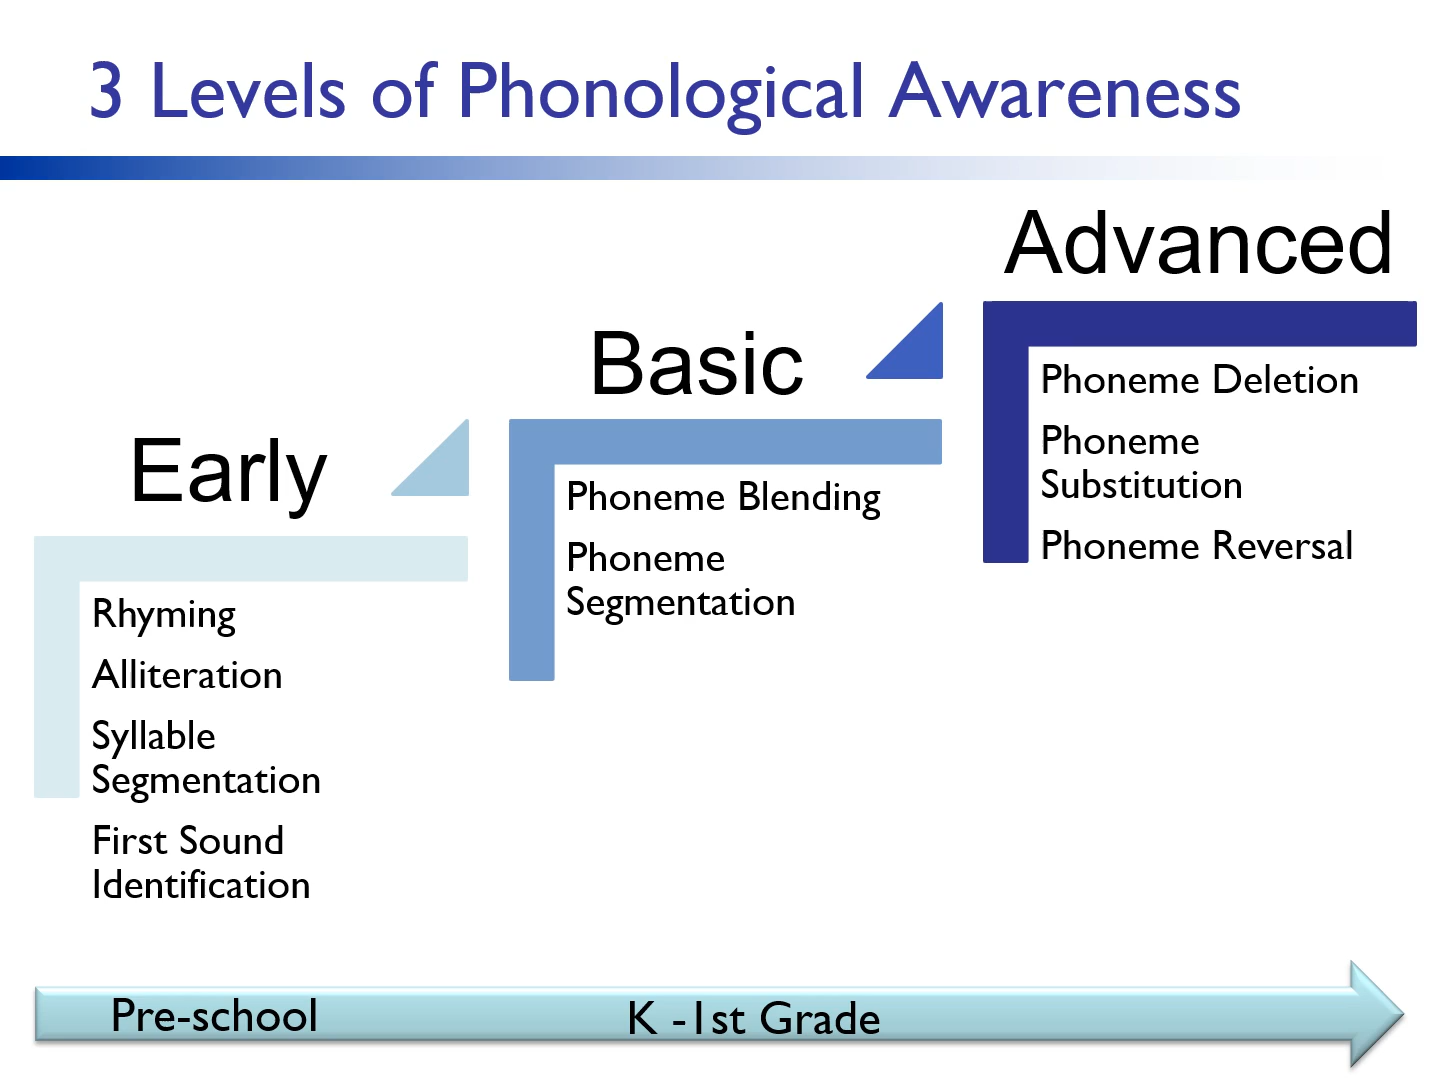 3 Levels of Phonological Awareness
Early
Rhyming
Alliteration
Syllable
Segmentation
First Sound
Identification
Basic
Phoneme Blending
Phoneme
Segmentation
Advanced
Phoneme Deletion
Phoneme
Substitution
Phoneme Reversal
Pre-school
K -1st Grade